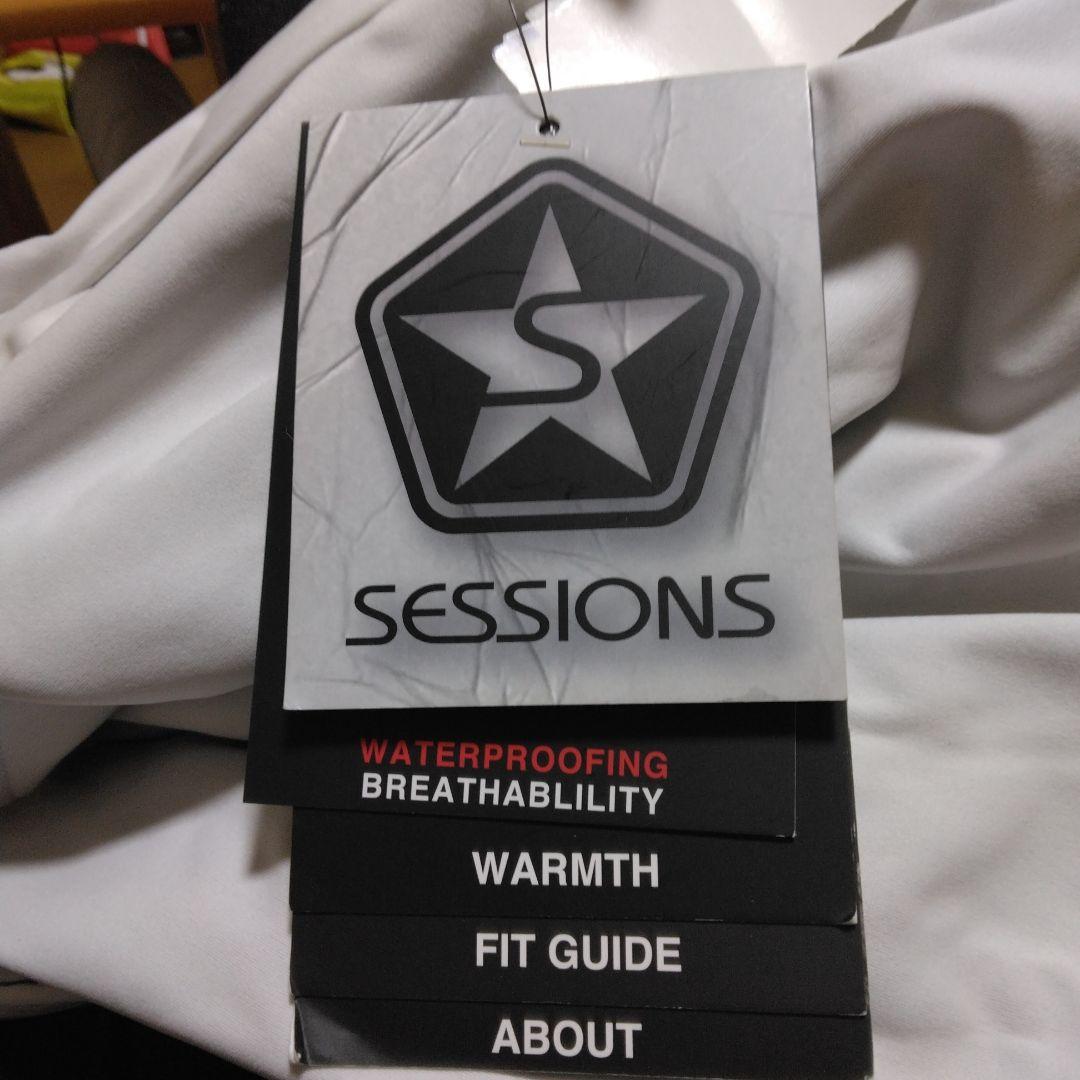 S
SESSIONS
WATERPROOFING
BREATHABLILITY
WARMTH
FIT GUIDE
ABOUT